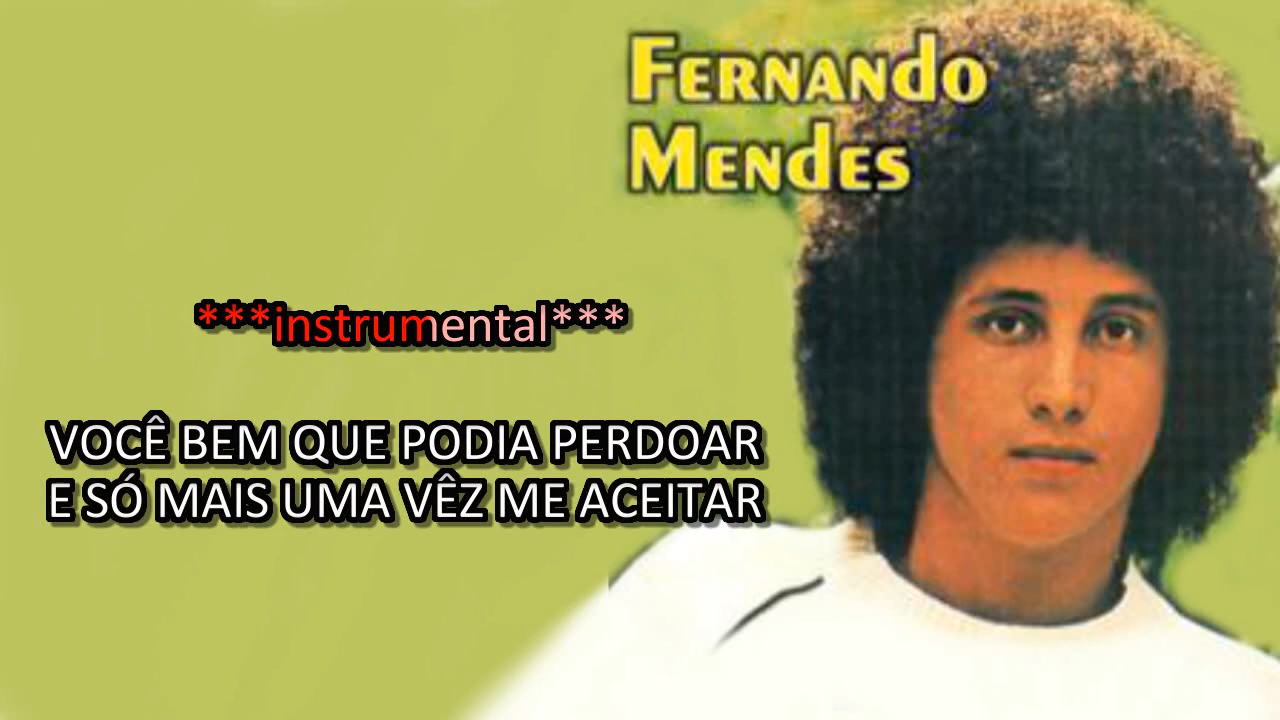 FERNANdO
MENdES
***instrumental***
VOCÊ BEM QUE PODIA PERDOAR
E SÓ MAIS UMA VÊZ ME ACEITAR